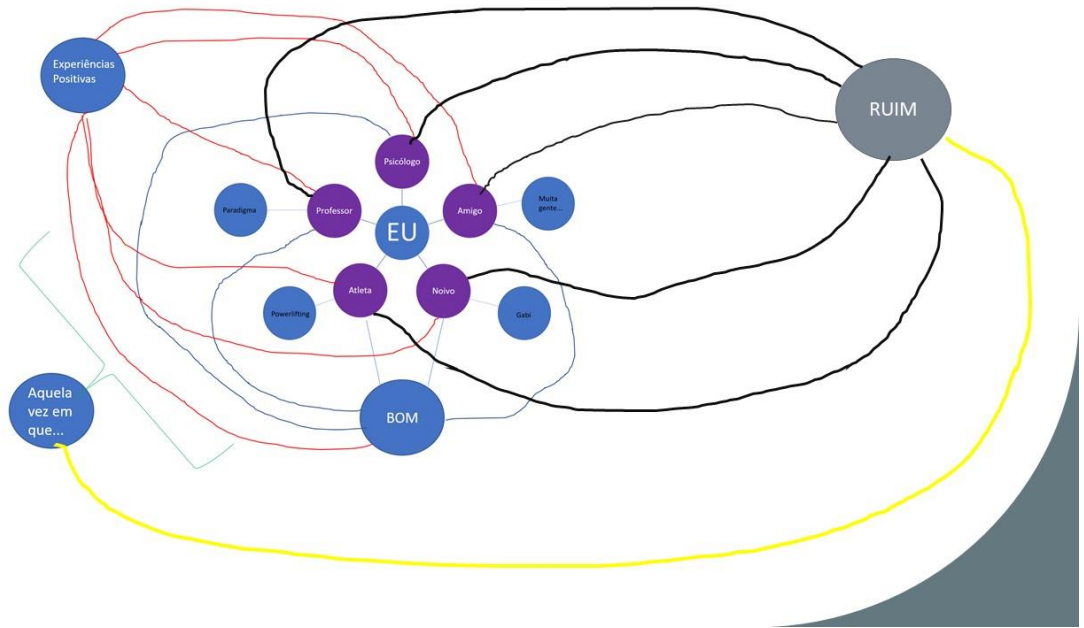 Experiências
Positivas
RUIM
Psicólogo
Paradigma
Professor
Amigo
Muita
gente...
EU
Atleta
Noivo
Powerlifting
Gabi
Aquela
vez em
que...
BOM